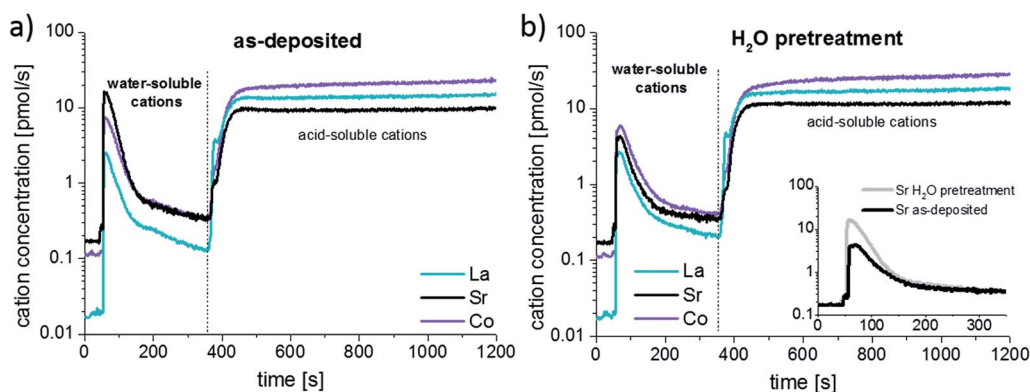 a)
as-deposited
water-soluble
cations
acid-soluble cations
cation concentration [pmol/s]
100
10
1
0.1
0.01
La
Sr
Co
0 200 400 600 800 1000 1200
time [s]
b)
H₂O pretreatment
water-soluble
cations
acid-soluble cations
cation concentration [pmol/s]
100
10
1
0.1
0.01
La
Sr
Co
0 200 400 600 800 1000 1200
time [s]
100
10
1
0.1
Sr H₂O pretreatment
Sr as-deposited
0 100 200 300